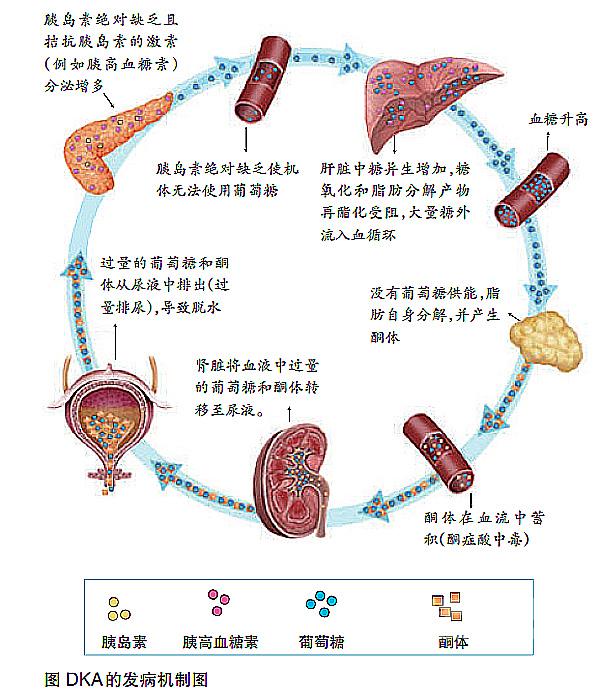 胰岛素绝对缺乏且
拮抗胰岛素的激素
(例如胰高血糖素)
分泌增多
胰岛素绝对缺乏使机
体无法使用葡萄糖
肝脏中糖异生增加,糖
氧化和脂肪分解产物
再酯化受阻,大量糖外
流入血循环
血糖升高
没有葡萄糖供能,脂
肪自身分解,并产生
酮体
酮体在血流中蓄
积(酮症酸中毒)
肾脏将血液中过量
的葡萄糖和酮体转
移至尿液。
过量的葡萄糖和酮
体从尿液中排出(过
量排尿),导致脱水
胰岛素
胰高血糖素
葡萄糖
酮体
图 DKA的发病机制图